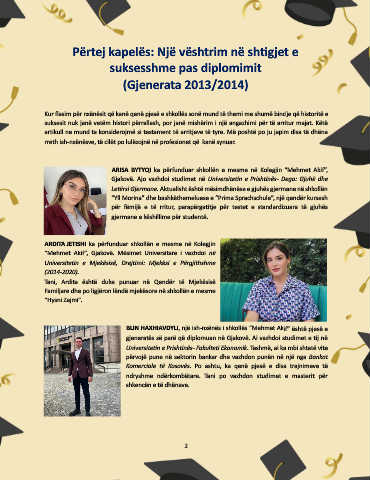 Përtej kapelës: Një vështrim në shtigjet e
suksesshme pas diplomimit
(Gjenerata 2013/2014)
Kur flasim për nxënësit që kanë qenë pjesë e shkollës sonë mund të themi me shumë bindje që historitë e
suksesit nuk janë vetëm histori përrallash, por janë mishërim i një angazhimi për të arritur majat. Këtë
artikull ne mund ta konsiderojmë si testament të arritjeve të tyre. Më poshtë po ju japim disa të dhëna
rreth ish-nxënësve, të cilët po lulëzojnë në profesionet që kanë synuar.
ARISA BYTYQI ka përfunduar shkollën e mesme në Kolegjin "Mehmet Akif",
Gjakovë. Ajo vazhdoi studimet në Universitetin e Prishtinës- Dega: Gjuhë dhe
Letërsi Gjermane. Aktualisht është mësimdhënëse e gjuhës gjermane në shkollën
"Yll Morina" dhe bashkëthemeluese e "Prima Sprachschule", një qendër kursesh
për fëmijë e të rritur, parapërgatitje për testet e standardizuara të gjuhës
gjermane e këshillime për studentë.
ARDITA JETISHI ka përfunduar shkollën e mesme në Kolegjin
"Mehmet Akif", Gjakovë. Mësimet Universitare i vazhdoi në
Universitetin e Mjekësisë, Drejtimi: Mjekësi e Përgjithshme
(2014-2020).
Tani, Ardita është duke punuar në Qendër të Mjekësisë
Familjare dhe po ligjëron lëndë mjekësore në shkollën e mesme
"Hysni Zajmi".
BLIN HAXHIAVDYLI, një ish-nxënës i shkollës "Mehmet Akif" është pjesë e
gjeneratës së parë që diplomuan në Gjakovë. Ai vazhdoi studimet e tij në
Universitetin e Prishtinës- Fakulteti Ekonomik. Tashmë, ai ka mbi shtatë vite
përvojë pune në sektorin bankar dhe vazhdon punën në një nga Bankat
Komerciale të Kosovës. Po ashtu, ka qenë pjesë e disa trajnimeve të
ndryshme ndërkombëtare. Tani po vazhdon studimet e masterit për
shkencën e të dhënave.
2